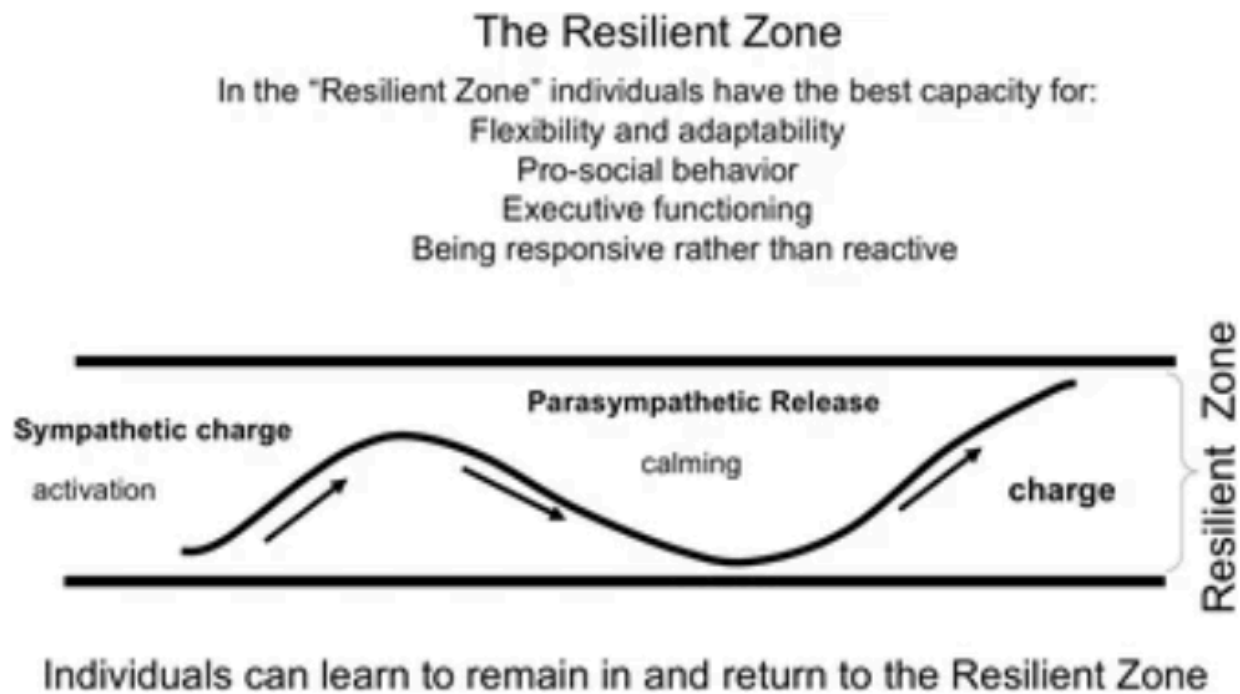 The Resilient Zone
In the "Resilient Zone" individuals have the best capacity for:
Flexibility and adaptability
Pro-social behavior
Executive functioning
Being responsive rather than reactive
Sympathetic charge
activation
Parasympathetic Release
calming
charge
Resilient Zone
Individuals can learn to remain in and return to the Resilient Zone